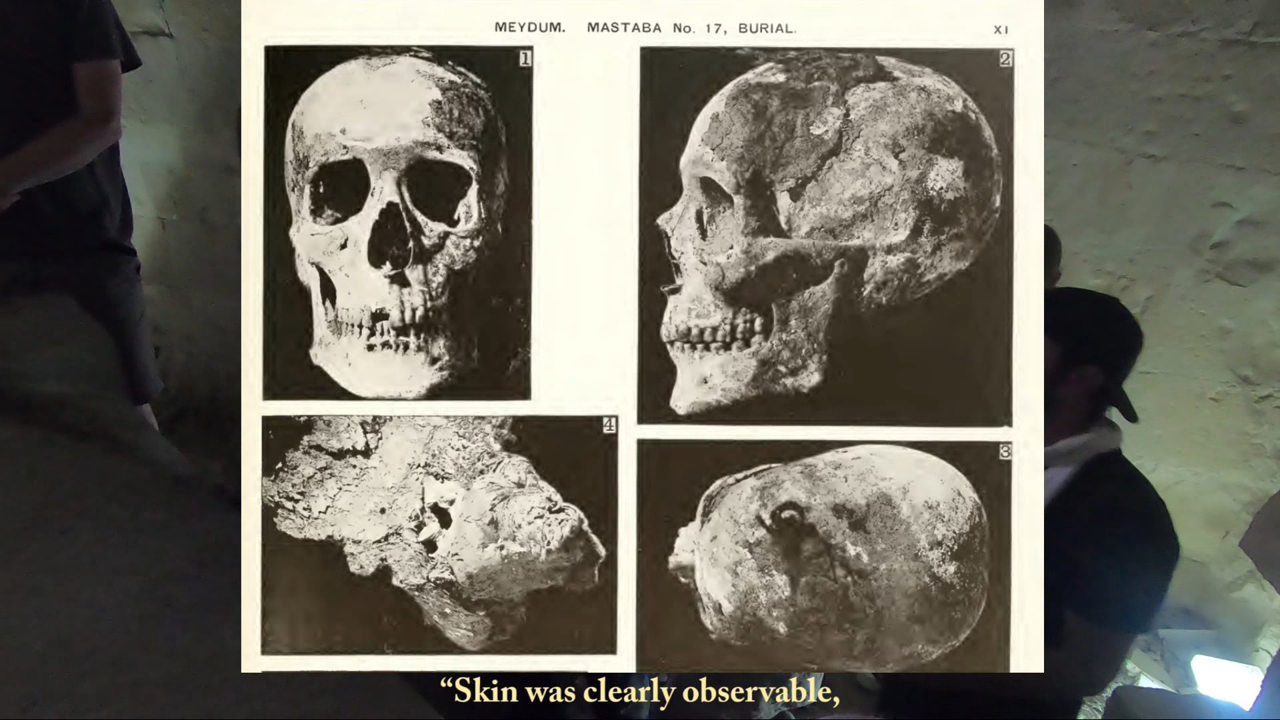 MEYDUM. MASTABA No. 17, BURIAL. XI
1
2
4
3
“Skin was clearly observable,